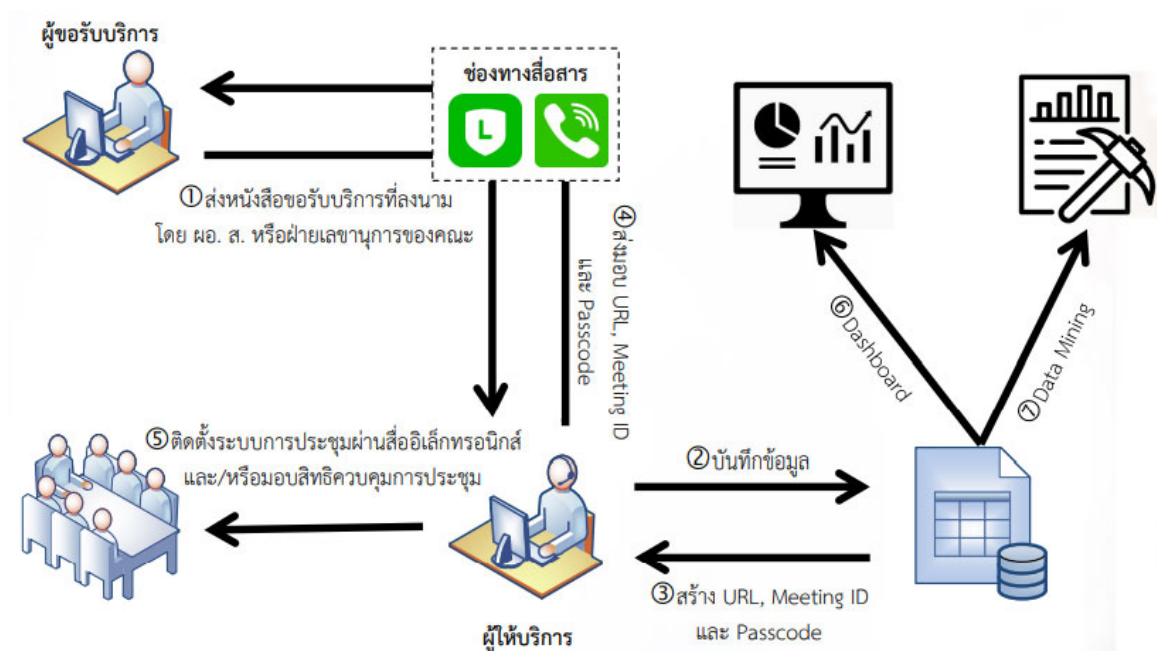 ผู้ขอรับบริการ
ช่องทางสื่อสาร
L
①ส่งหนังสือขอรับบริการที่ลงนาม
โดย ผอ. ส. หรือฝ่ายเลขานุการของคณะ
④ส่งมอบ URL, Meeting ID
และ Passcode
⑥Dashboard
⑦Data Mining
⑤ติดตั้งระบบการประชุมผ่านสื่ออิเล็กทรอนิกส์
และ/หรือมอบสิทธิควบคุมการประชุม
②บันทึกข้อมูล
③สร้าง URL, Meeting ID
และ Passcode
ผู้ให้บริการ